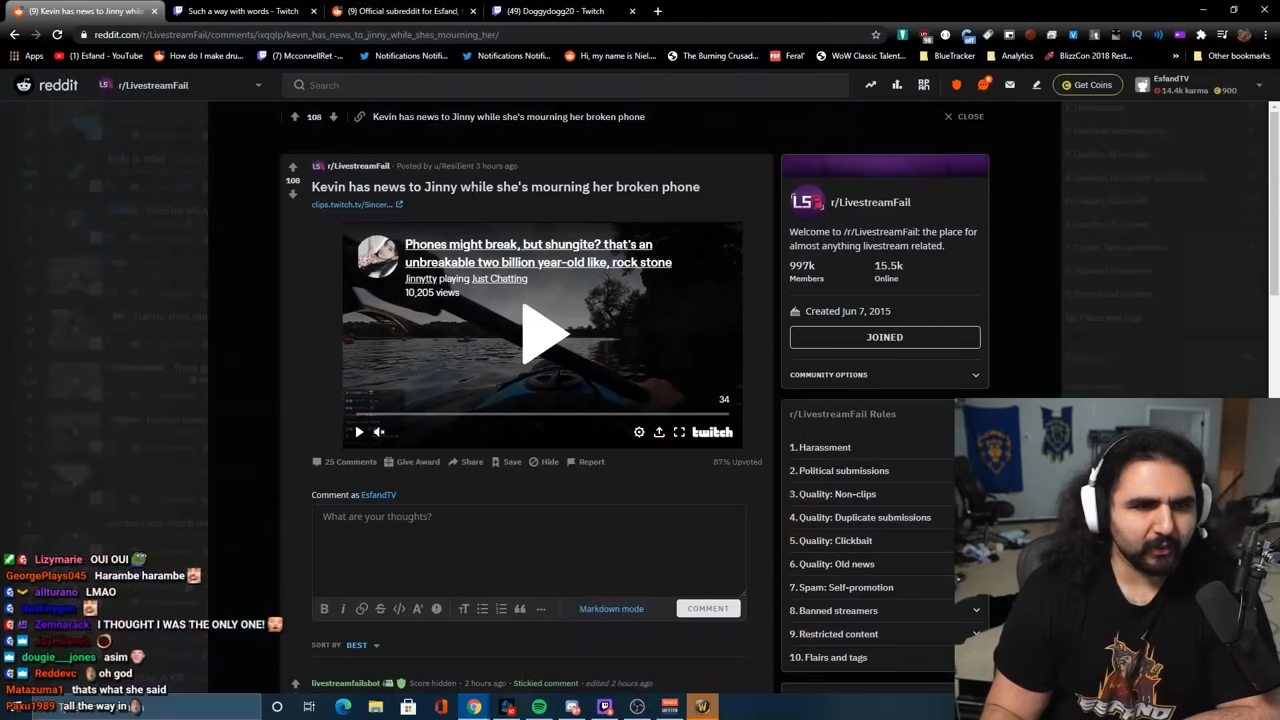 (9) Kevin has news to Jinny while
Such a way with words - Twitch
(9) Official subreddit for Esfand,
(49) Doggydogg20 - Twitch
reddit.com/r/LivestreamFail/comments/ixqqlp/kevin_has_news_to_jinny_while_shes_mourning_her/
Apps
(1) Esfand - YouTube
How do I make dru...
McconnellRet -...
Notifications Notifi...
Notifications Notifi...
Hi, my name is Niel...
The Burning Crusad...
Feral'
WoW Classic Talent...
BlueTracker
Analytics
BlizzCon 2018 Rest...
Other bookmarks
reddit
r/LivestreamFail
Search
Get Coins
EsfandTV
14.4k karma 900
108
Kevin has news to Jinny while she's mourning her broken phone
CLOSE
r/LivestreamFail · Posted by u/Resilient 3 hours ago
108
Kevin has news to Jinny while she's mourning her broken phone
clips.twitch.tv/Sincer...
Phones might break, but shungite? that's an
unbreakable two billion year-old like, rock stone
Jinnytty playing Just Chatting
10,205 views
34
twitch
25 Comments
Give Award
Share
Save
Hide
Report
87% Upvoted
Comment as EsfandTV
What are your thoughts?
Markdown mode
COMMENT
SORT BY BEST
livestreamfailsbot
Score hidden · 2 hours ago · Stickied comment · edited 2 hours ago
r/LivestreamFail
Welcome to /r/LivestreamFail: the place for
almost anything livestream related.
997k 15.5k
Members Online
Created Jun 7, 2015
JOINED
COMMUNITY OPTIONS
r/LivestreamFail Rules
1. Harassment
2. Political submissions
3. Quality: Non-clips
4. Quality: Duplicate submissions
5. Quality: Clickbait
6. Quality: Old news
7. Spam: Self-promotion
8. Banned streamers
9. Restricted content
10. Flairs and tags
Lizymarie OUI OUI
GeorgePlays045 Harambe harambe
ailturano LMAO
Zemnarack I THOUGHT I WAS THE ONLY ONE!
dougie__jones asim
Reddevc oh god
Matazuma1 thats what she said
Paxu1989 all the way in